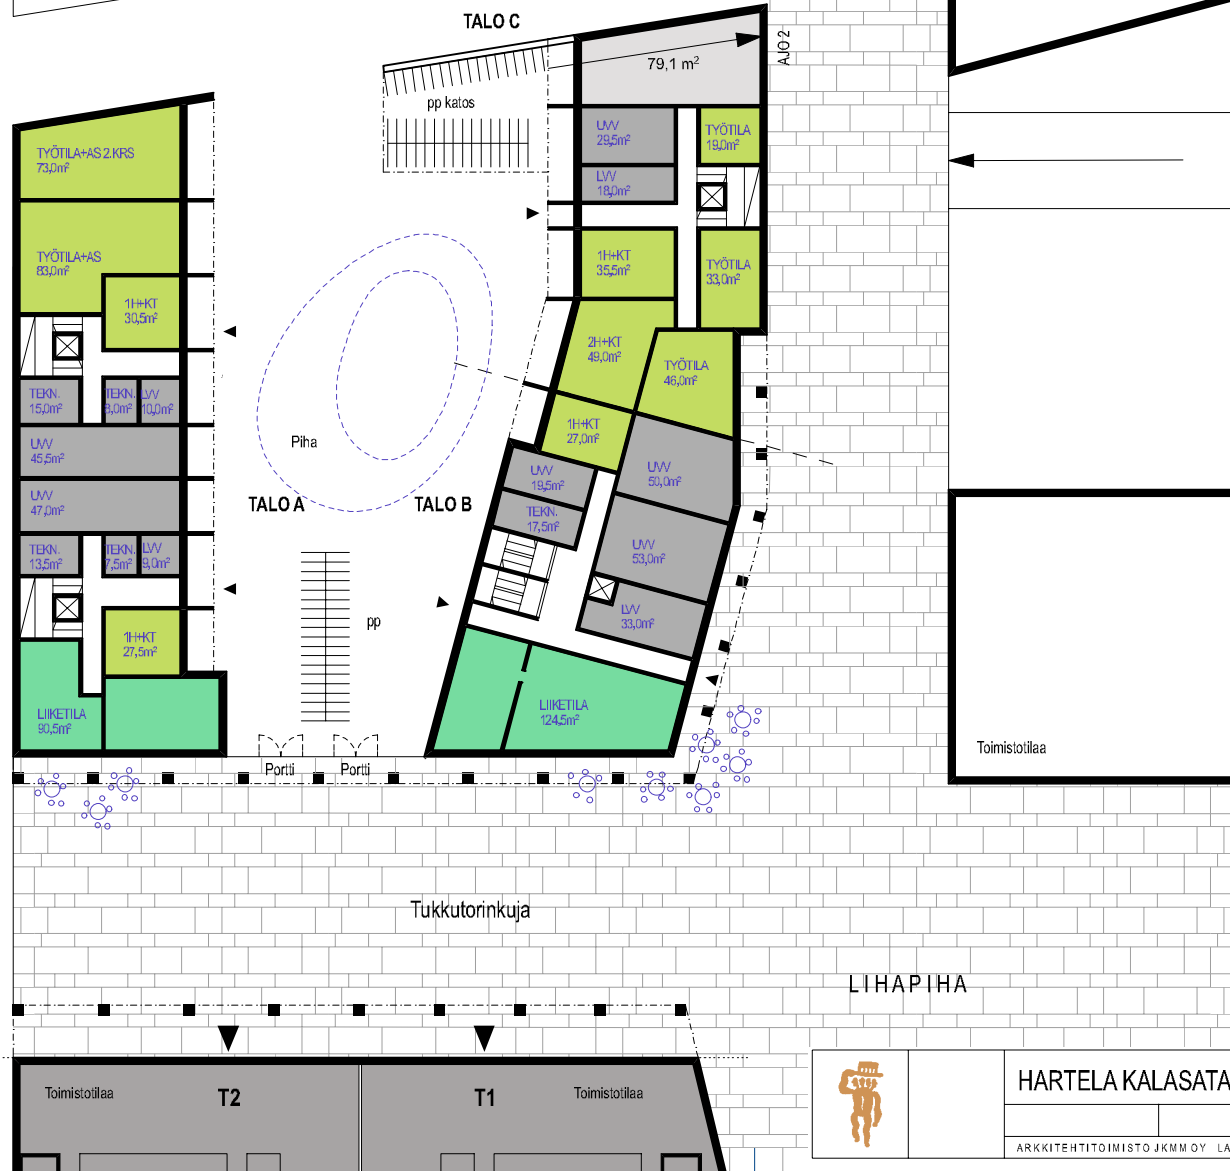 TALO C
AJO 2
79,1 m²
pp katos
UVV
29,5m²
TYÖTILA
19,0m²
TYÖTILA+AS 2.KRS
73,0m²
LVV
18,0m²
TYÖTILA+AS
83,0m²
1H+KT
35,5m²
TYÖTILA
33,0m²
1H+KT
30,5m²
2H+KT
49,0m²
TYÖTILA
46,0m²
TEKN.
15,0m²
TEKN.
8,0m²
LVV
10,0m²
1H+KT
27,0m²
Piha
UVV
45,5m²
UVV
19,5m²
UVV
50,0m²
UVV
47,0m²
TALO A
TALO B
TEKN.
17,5m²
TEKN.
13,5m²
TEKN.
7,5m²
LVV
9,0m²
UVV
53,0m²
LVV
33,0m²
pp
1H+KT
27,5m²
LIIKETILA
90,5m²
LIIKETILA
124,5m²
Toimistotilaa
Portti
Portti
Tukkutorinkuja
LIHAPIHA
Toimistotilaa
T2
T1
Toimistotilaa
HARTELA KALASATA
ARKKITEHTITOIMISTO JKMM OY LA